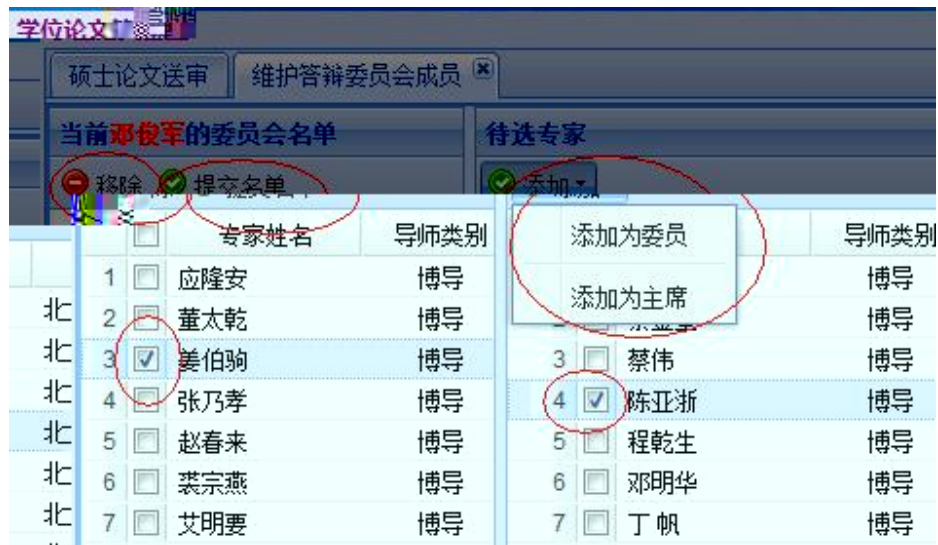 学位论文
硕士论文送审 维护答辩委员会成员
当前邓俊军的委员会名单 待选专家
移除 提交名单 添加
专家姓名 导师类别 添加为委员 导师类别
1 应隆安 博导
添加为主席
北 2 董太乾 博导 博导
北 3 姜伯驹 博导 3 蔡伟 博导
北 4 张乃孝 博导 4 陈亚浙 博导
北 5 赵春来 博导 5 程乾生 博导
北 6 裘宗燕 博导 6 邓明华 博导
北 7 艾明要 博导 7 丁帆 博导